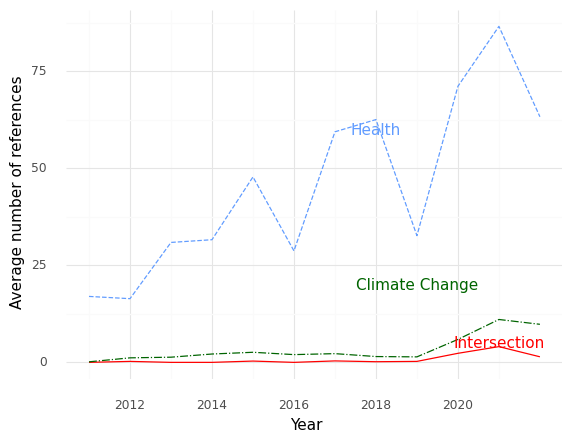 Average number of references
75
50
25
0
Health
Climate Change
Intersection
2012 2014 2016 2018 2020
Year